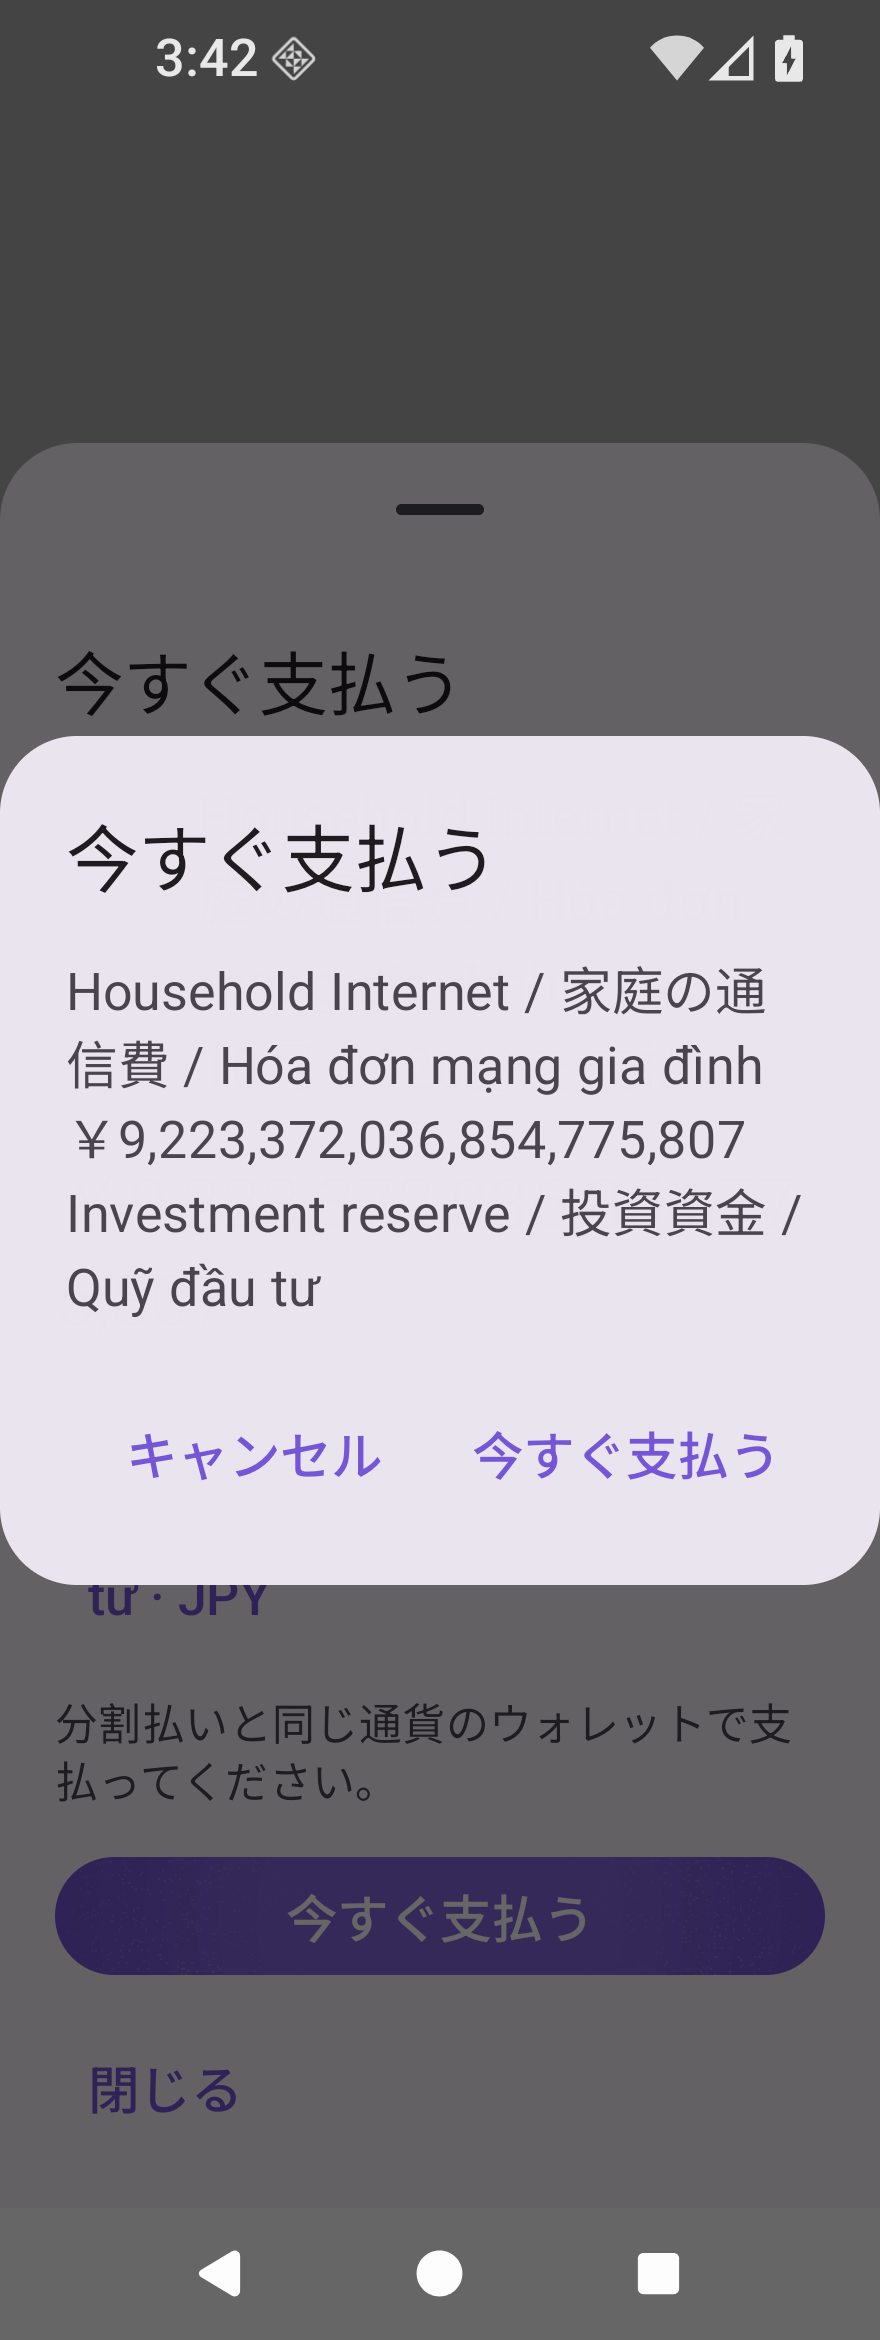 3:42
今すぐ支払う
今すぐ支払う
Household Internet / 家庭の通
信費 / Hóa đơn mạng gia đình
￥9,223,372,036,854,775,807
Investment reserve / 投資資金 /
Quỹ đầu tư
キャンセル 今すぐ支払う
tư · JPY
分割払いと同じ通貨のウォレットで支
払ってください。
今すぐ支払う
閉じる